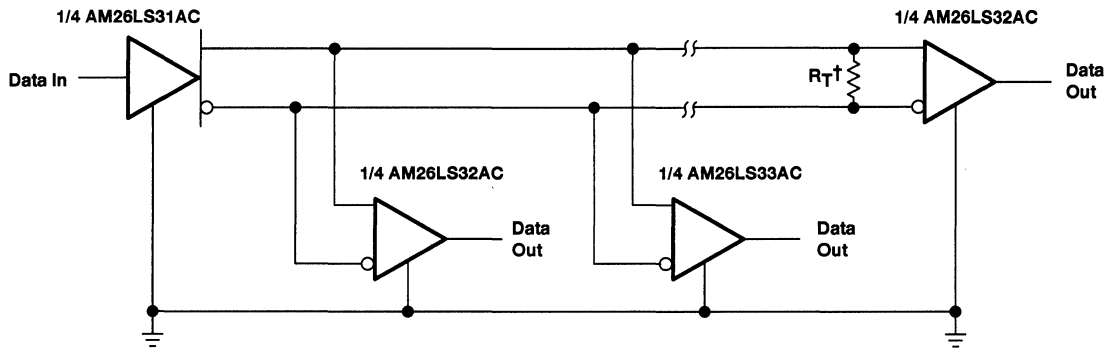 1/4 AM26LS31AC
1/4 AM26LS32AC
Data In
RT†
Data
Out
1/4 AM26LS32AC
1/4 AM26LS33AC
Data
Out
Data
Out